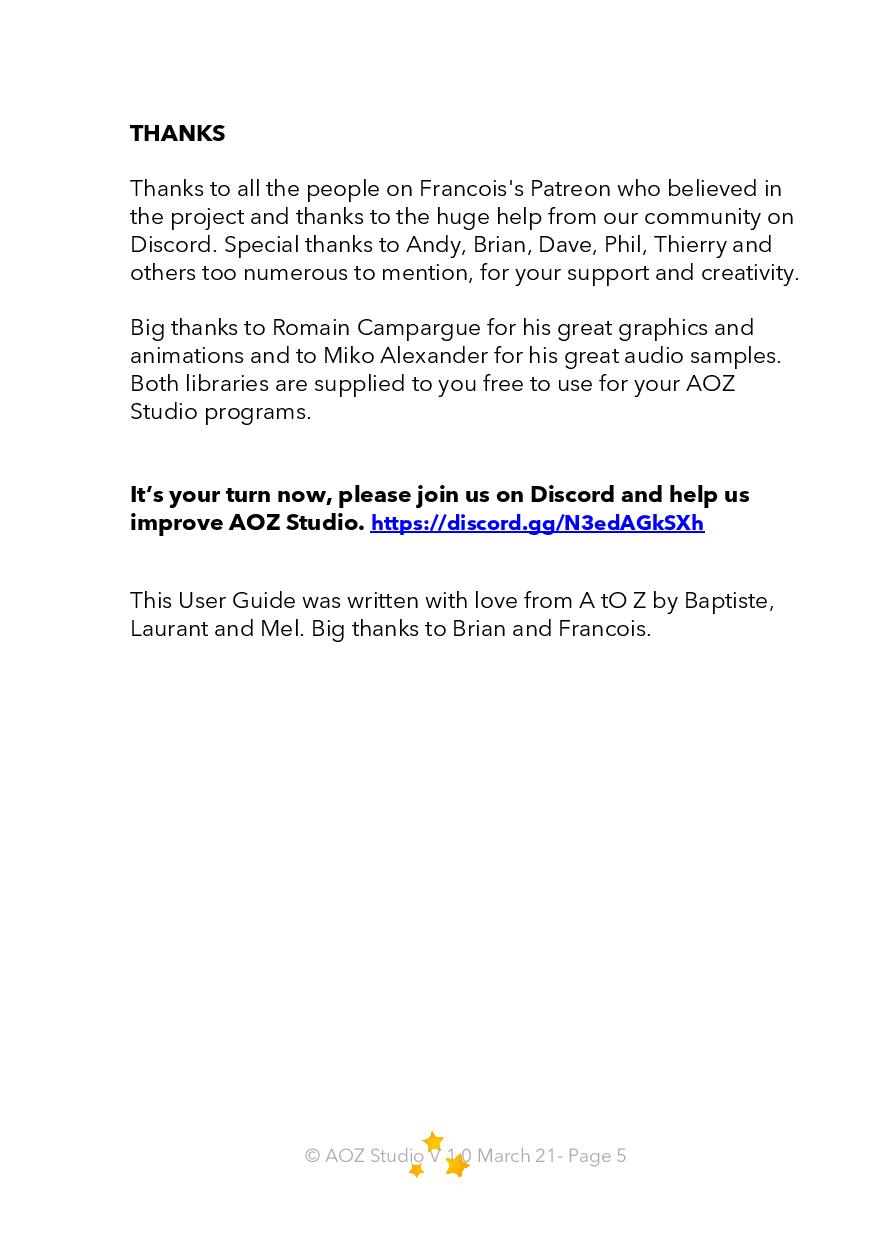 THANKS
Thanks to all the people on Francois's Patreon who believed in
the project and thanks to the huge help from our community on
Discord. Special thanks to Andy, Brian, Dave, Phil, Thierry and
others too numerous to mention, for your support and creativity.
Big thanks to Romain Campargue for his great graphics and
animations and to Miko Alexander for his great audio samples.
Both libraries are supplied to you free to use for your AOZ
Studio programs.
It’s your turn now, please join us on Discord and help us
improve AOZ Studio. https://discord.gg/N3edAGkSXh
This User Guide was written with love from A tO Z by Baptiste,
Laurant and Mel. Big thanks to Brian and Francois.
© AOZ Studio V 1.0 March 21- Page 5